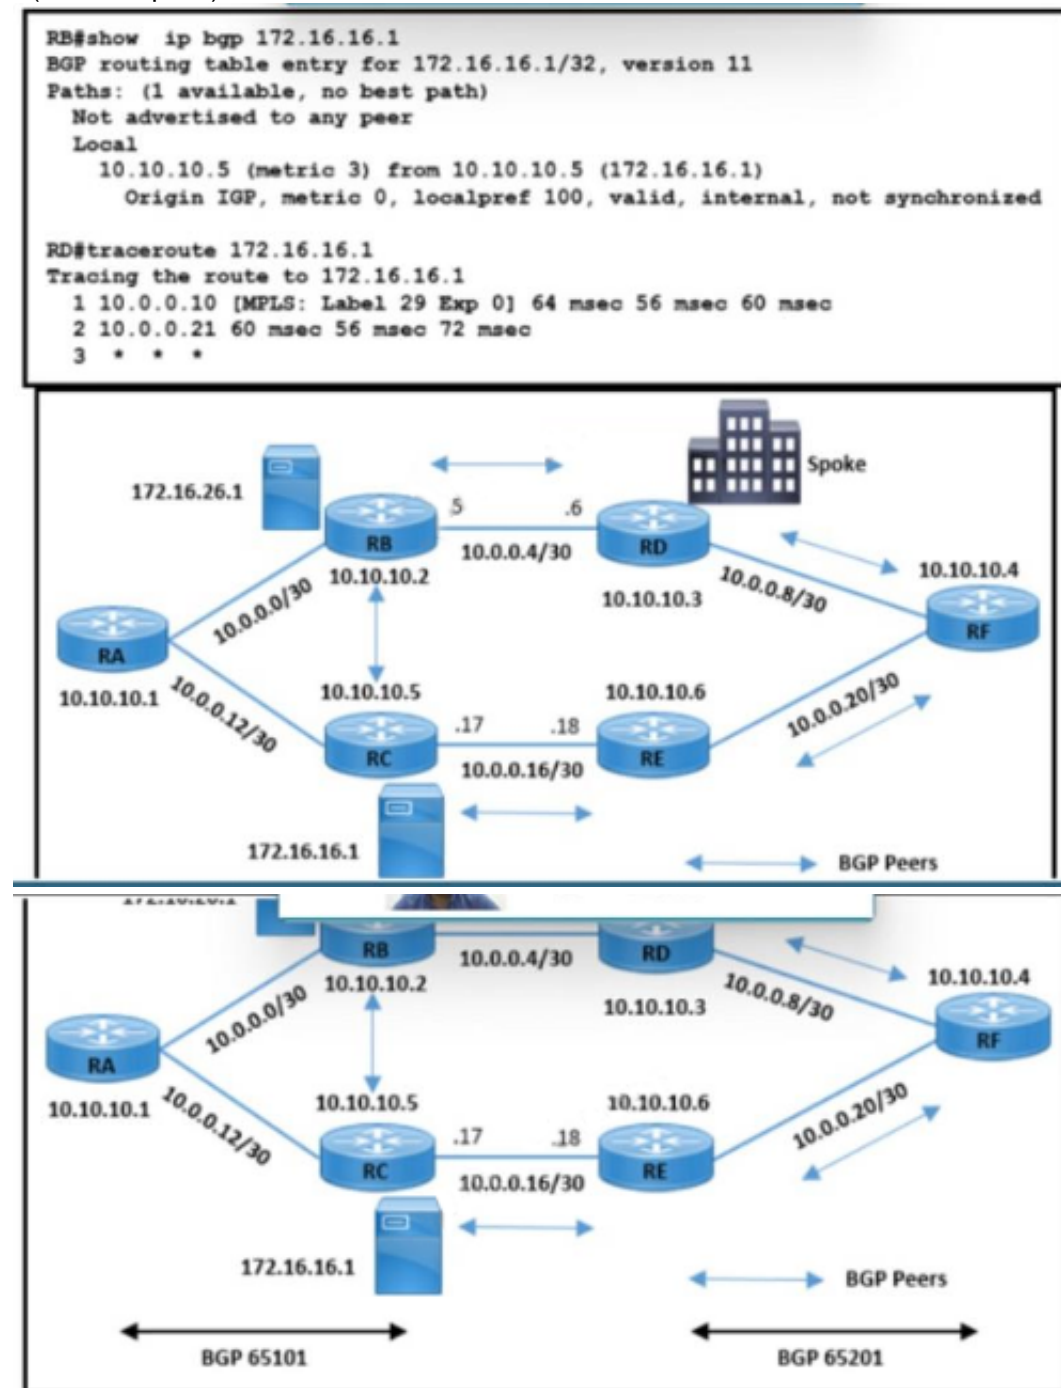 RB#show ip bgp 172.16.16.1
BGP routing table entry for 172.16.16.1/32, version 11
Paths: (1 available, no best path)
Not advertised to any peer
Local
10.10.10.5 (metric 3) from 10.10.10.5 (172.16.16.1)
Origin IGP, metric 0, localpref 100, valid, internal, not synchronized
RD#traceroute 172.16.16.1
Tracing the route to 172.16.16.1
1 10.0.0.10 [MPLS: Label 29 Exp 0] 64 msec 56 msec 60 msec
2 10.0.0.21 60 msec 56 msec 72 msec
3 * * *
Spoke
172.16.26.1
.5 .6
RB
10.0.0.4/30
RD
10.10.10.2
10.10.10.3
10.0.0.0/30
10.0.0.8/30
10.10.10.4
RF
RA
10.10.10.1
10.0.0.12/30
10.10.10.5
10.10.10.6
10.0.0.20/30
.17 .18
RC
10.0.0.16/30
RE
172.16.16.1
BGP Peers
RB
10.0.0.4/30
RD
10.10.10.2
10.10.10.3
10.0.0.0/30
10.0.0.8/30
10.10.10.4
RF
RA
10.10.10.1
10.0.0.12/30
10.10.10.5
10.10.10.6
10.0.0.20/30
.17 .18
RC
10.0.0.16/30
RE
172.16.16.1
BGP Peers
BGP 65101
BGP 65201